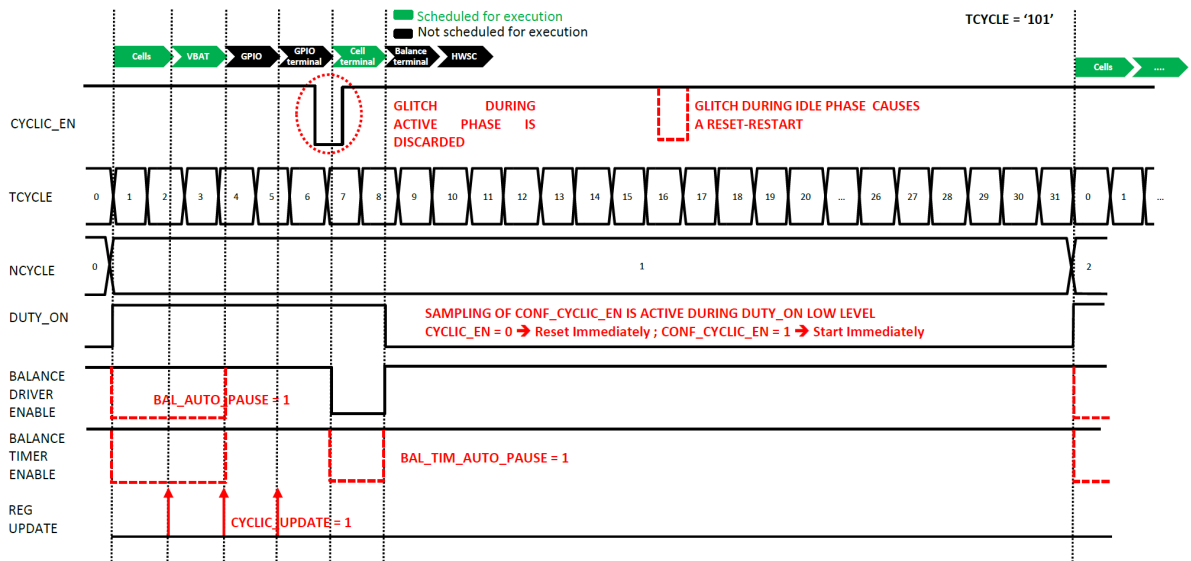 Scheduled for execution
Not scheduled for execution
TCYCLE = ‘101’
Cells
VBAT
GPIO
GPIO
terminal
Cell
terminal
Balance
terminal
HWSC
Cells
....
CYCLIC_EN
GLITCH DURING
ACTIVE PHASE IS
DISCARDED
GLITCH DURING IDLE PHASE CAUSES
A RESET-RESTART
TCYCLE
0 1 2 3 4 5 6 7 8 9 10 11 12 13 14 15 16 17 18 19 20 ... 26 27 28 29 30 31 0 1 ...
NCYCLE
0 1 2
DUTY_ON
SAMPLING OF CONF_CYCLIC_EN IS ACTIVE DURING DUTY_ON LOW LEVEL
CYCLIC_EN = 0 ➔ Reset Immediately ; CONF_CYCLIC_EN = 1 ➔ Start Immediately
BALANCE
DRIVER
ENABLE
BAL_AUTO_PAUSE = 1
BALANCE
TIMER
ENABLE
BAL_TIM_AUTO_PAUSE = 1
REG
UPDATE
CYCLIC_UPDATE = 1